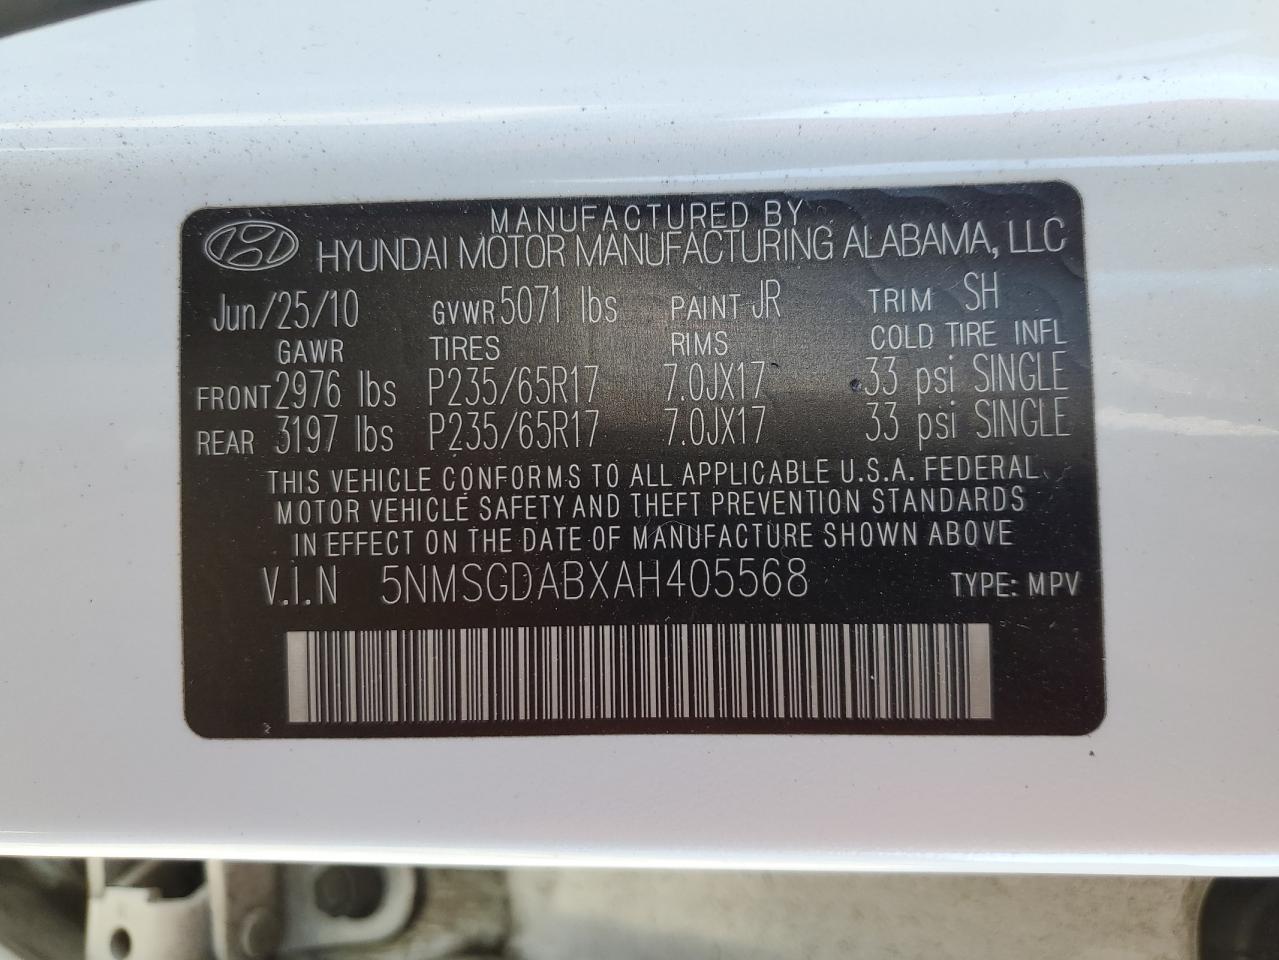 MANUFACTURED BY
HYUNDAI MOTOR MANUFACTURING ALABAMA, LLC
Jun/25/10 GVWR 5071 lbs PAINT JR TRIM SH
GAWR TIRES RIMS COLD TIRE INFL
FRONT 2976 lbs P235/65R17 7.0JX17 33 psi SINGLE
REAR 3197 lbs P235/65R17 7.0JX17 33 psi SINGLE
THIS VEHICLE CONFORMS TO ALL APPLICABLE U.S.A. FEDERAL
MOTOR VEHICLE SAFETY AND THEFT PREVENTION STANDARDS
IN EFFECT ON THE DATE OF MANUFACTURE SHOWN ABOVE
V.I.N 5NMSGDABXAH405568 TYPE: MPV
2